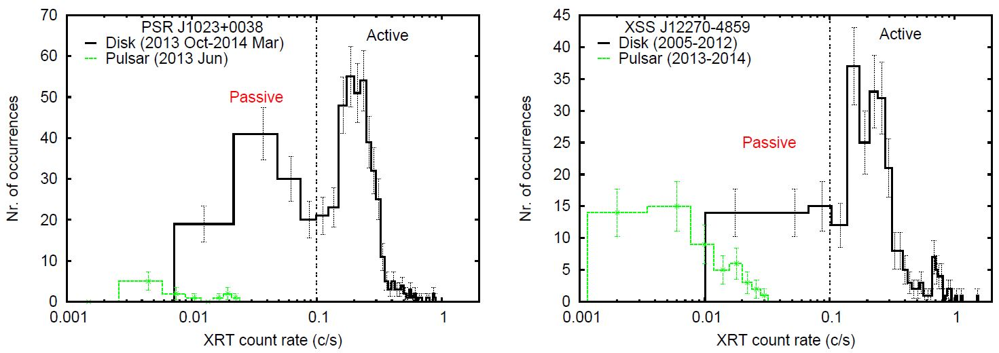 PSR J1023+0038
Disk (2013 Oct-2014 Mar)
Pulsar (2013 Jun)
Active
Passive
Nr. of occurrences
70
60
50
40
30
20
10
0
0.001
0.01
0.1
1
XRT count rate (c/s)
XSS J12270-4859
Disk (2005-2012)
Pulsar (2013-2014)
Active
Passive
Nr. of occurrences
45
40
35
30
25
20
15
10
5
0
0.001
0.01
0.1
1
XRT count rate (c/s)